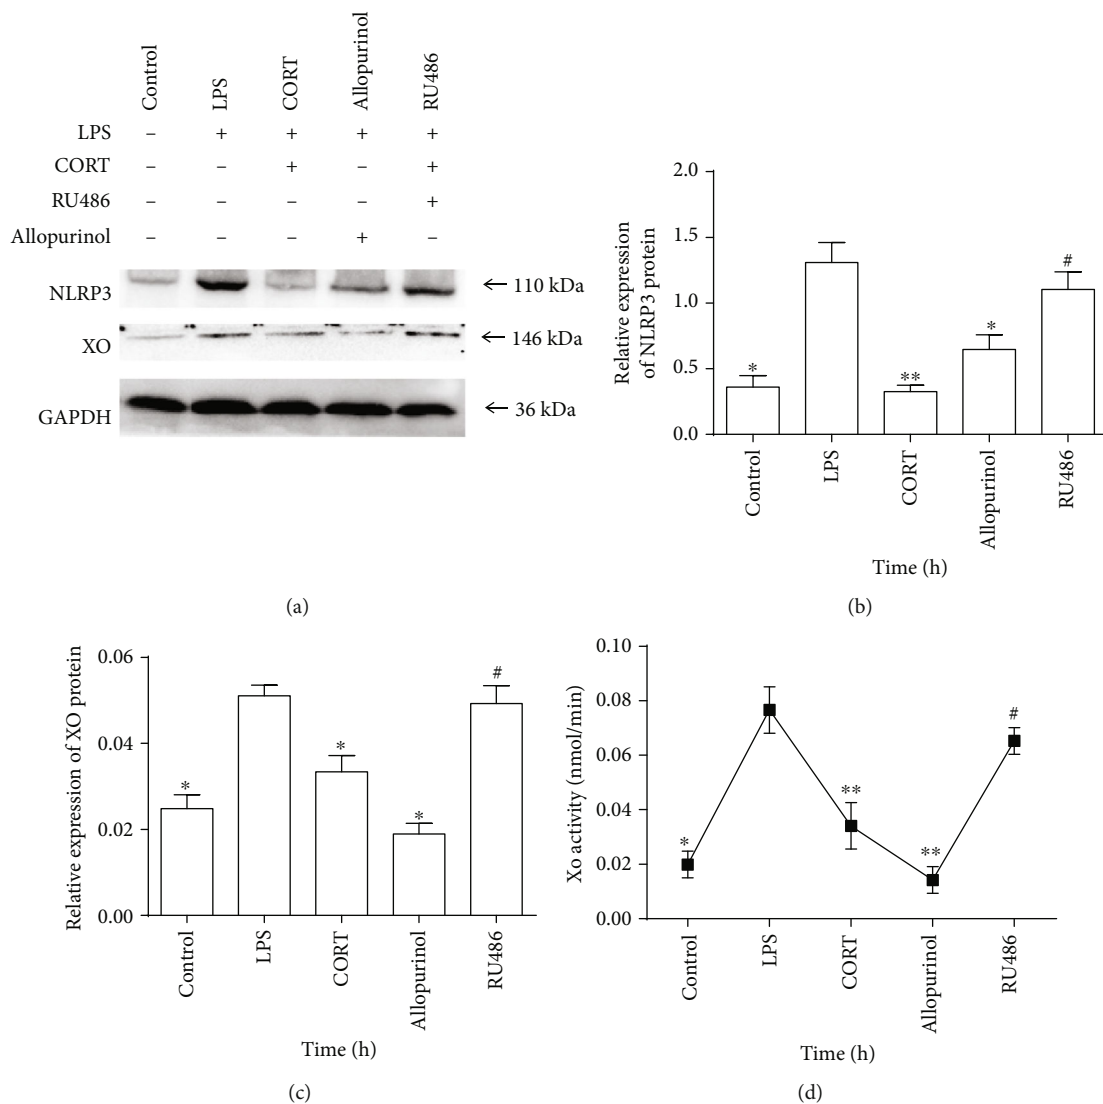 Control
LPS
CORT
Allopurinol
RU486
LPS – + + + +
CORT – – + – +
RU486 – – – – +
Allopurinol – – – + –
NLRP3 ← 110 kDa
XO ← 146 kDa
GAPDH ← 36 kDa
(a)
Relative expression
of NLRP3 protein
2.0
1.5
1.0
0.5
0.0
*
**
*
#
Control
LPS
CORT
Allopurinol
RU486
Time (h)
(b)
Relative expression of XO protein
0.06
0.04
0.02
0.00
*
*
*
#
Control
LPS
CORT
Allopurinol
RU486
Time (h)
(c)
Xo activity (nmol/min)
0.10
0.08
0.06
0.04
0.02
0.00
*
**
**
#
Control
LPS
CORT
Allopurinol
RU486
Time (h)
(d)